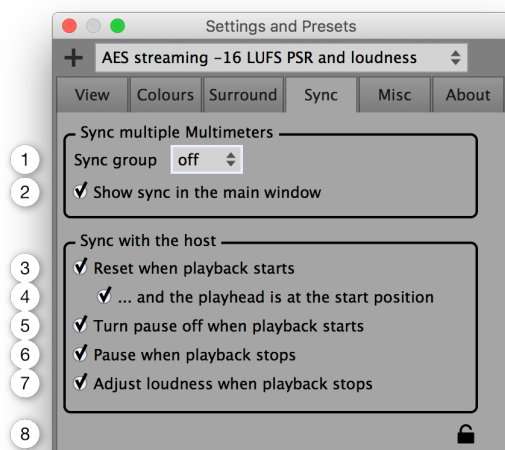 Settings and Presets
AES streaming -16 LUFS PSR and loudness
View Colours Surround Sync Misc About
Sync multiple Multimeters
1 Sync group off
2 Show sync in the main window
Sync with the host
3 Reset when playback starts
4 ... and the playhead is at the start position
5 Turn pause off when playback starts
6 Pause when playback stops
7 Adjust loudness when playback stops
8